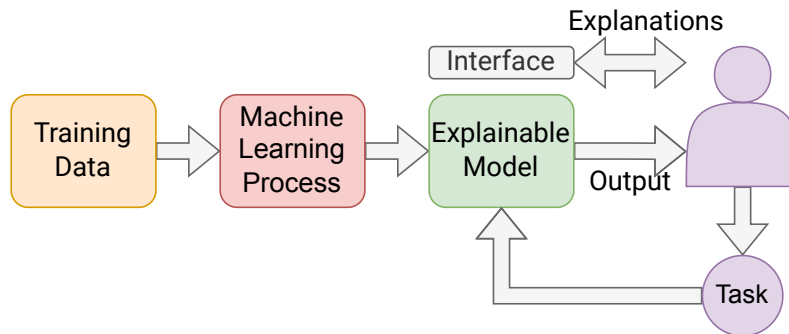 Explanations
Interface
Training
Data
Machine
Learning
Process
Explainable
Model
Output
Task